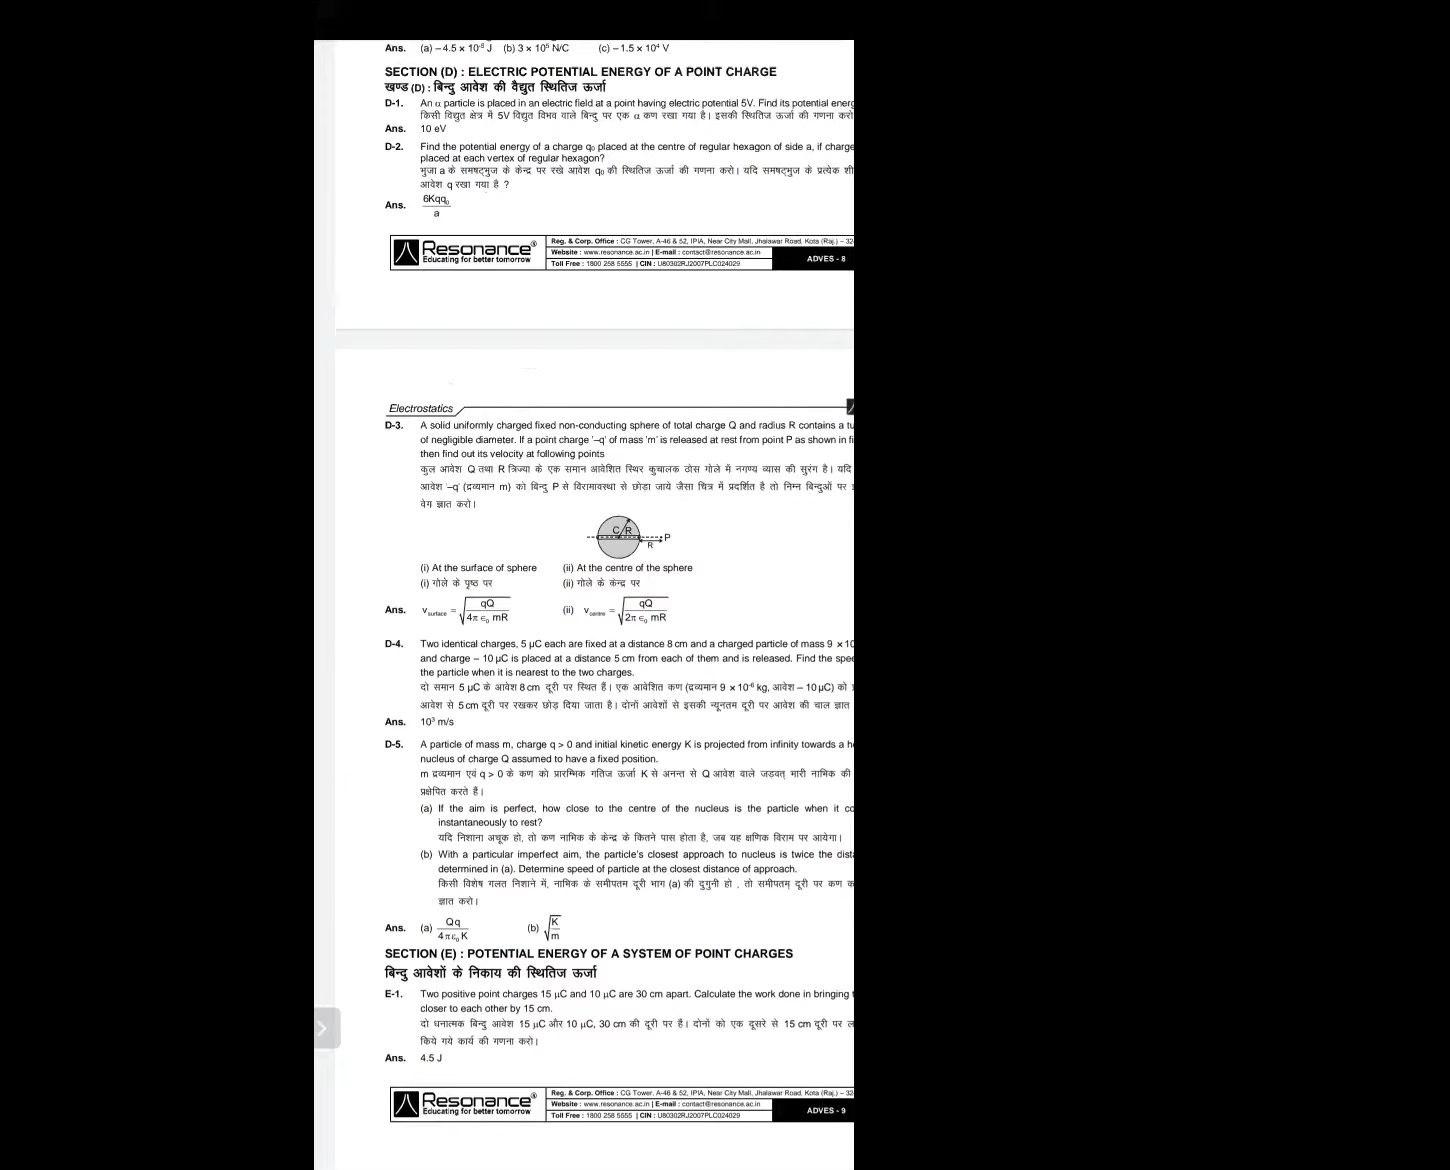 Ans. (a) – 4.5 × 10⁻⁵ J (b) 3 × 10⁵ N/C (c) – 1.5 × 10⁴ V
SECTION (D) : ELECTRIC POTENTIAL ENERGY OF A POINT CHARGE
खण्ड (D) : बिन्दु आवेश की वैद्युत स्थितिज ऊर्जा
D-1. An α particle is placed in an electric field at a point having electric potential 5V. Find its potential energ
किसी विद्युत क्षेत्र में 5V विद्युत विभव वाले बिन्दु पर एक α कण रखा गया है। इसकी स्थितिज ऊर्जा की गणना करो
Ans. 10 eV
D-2. Find the potential energy of a charge q₀ placed at the centre of regular hexagon of side a, if charge
placed at each vertex of regular hexagon?
भुजा a के समषट्भुज के केन्द्र पर रखे आवेश q₀ की स्थितिज ऊर्जा की गणना करो। यदि समषट्भुज के प्रत्येक शी
आवेश q रखा गया है ?
Ans. 6Kqq₀ / a
Resonance® Educating for better tomorrow
Reg. & Corp. Office : CG Tower, A-46 & 52, IPIA, Near City Mall, Jhalawar Road, Kota (Raj.) – 32
Website : www.resonance.ac.in | E-mail : contact@resonance.ac.in
Toll Free : 1800 258 5555 | CIN : U80302RJ2007PLC024029
ADVES - 8
Electrostatics
D-3. A solid uniformly charged fixed non-conducting sphere of total charge Q and radius R contains a tu
of negligible diameter. If a point charge '–q' of mass 'm' is released at rest from point P as shown in fi
then find out its velocity at following points
कुल आवेश Q तथा R त्रिज्या के एक समान आवेशित स्थिर कुचालक ठोस गोले में नगण्य व्यास की सुरंग है। यदि
आवेश '–q' (द्रव्यमान m) को बिन्दु P से विरामावस्था से छोडा जाये जैसा चित्र में प्रदर्शित है तो निम्न बिन्दुओं पर
वेग ज्ञात करो।
C R P
R
(i) At the surface of sphere (ii) At the centre of the sphere
(i) गोले के पृष्ठ पर (ii) गोले के केन्द्र पर
Ans. v surface = √(qQ / 4π ∈₀ mR) (ii) v centre = √(qQ / 2π ∈₀ mR)
D-4. Two identical charges, 5 μC each are fixed at a distance 8 cm and a charged particle of mass 9 × 10
and charge – 10 μC is placed at a distance 5 cm from each of them and is released. Find the spee
the particle when it is nearest to the two charges.
दो समान 5 μC के आवेश 8 cm दूरी पर स्थित हैं। एक आवेशित कण (द्रव्यमान 9 × 10⁻⁶ kg, आवेश – 10 μC) को
आवेश से 5 cm दूरी पर रखकर छोड़ दिया जाता है। दोनों आवेशों से इसकी न्यूनतम दूरी पर आवेश की चाल ज्ञात
Ans. 10³ m/s
D-5. A particle of mass m, charge q > 0 and initial kinetic energy K is projected from infinity towards a he
nucleus of charge Q assumed to have a fixed position.
m द्रव्यमान एवं q > 0 के कण को प्रारम्भिक गतिज ऊर्जा K से अनन्त से Q आवेश वाले जड़वत् भारी नाभिक की
प्रक्षेपित करते हैं।
(a) If the aim is perfect, how close to the centre of the nucleus is the particle when it co
instantaneously to rest?
यदि निशाना अचूक हो, तो कण नाभिक के केन्द्र के कितने पास होता है, जब यह क्षणिक विराम पर आयेगा।
(b) With a particular imperfect aim, the particle's closest approach to nucleus is twice the dista
determined in (a). Determine speed of particle at the closest distance of approach.
किसी विशेष गलत निशाने में, नाभिक के समीपतम दूरी भाग (a) की दुगुनी हो , तो समीपतम् दूरी पर कण क
ज्ञात करो।
Ans. (a) Qq / 4πε₀K (b) √(K / m)
SECTION (E) : POTENTIAL ENERGY OF A SYSTEM OF POINT CHARGES
बिन्दु आवेशों के निकाय की स्थितिज ऊर्जा
E-1. Two positive point charges 15 μC and 10 μC are 30 cm apart. Calculate the work done in bringing t
closer to each other by 15 cm.
दो धनात्मक बिन्दु आवेश 15 μC और 10 μC, 30 cm की दूरी पर है। दोनों को एक दूसरे से 15 cm दूरी पर ल
किये गये कार्य की गणना करो।
Ans. 4.5 J
Resonance® Educating for better tomorrow
Reg. & Corp. Office : CG Tower, A-46 & 52, IPIA, Near City Mall, Jhalawar Road, Kota (Raj.) – 32
Website : www.resonance.ac.in | E-mail : contact@resonance.ac.in
Toll Free : 1800 258 5555 | CIN : U80302RJ2007PLC024029
ADVES - 9